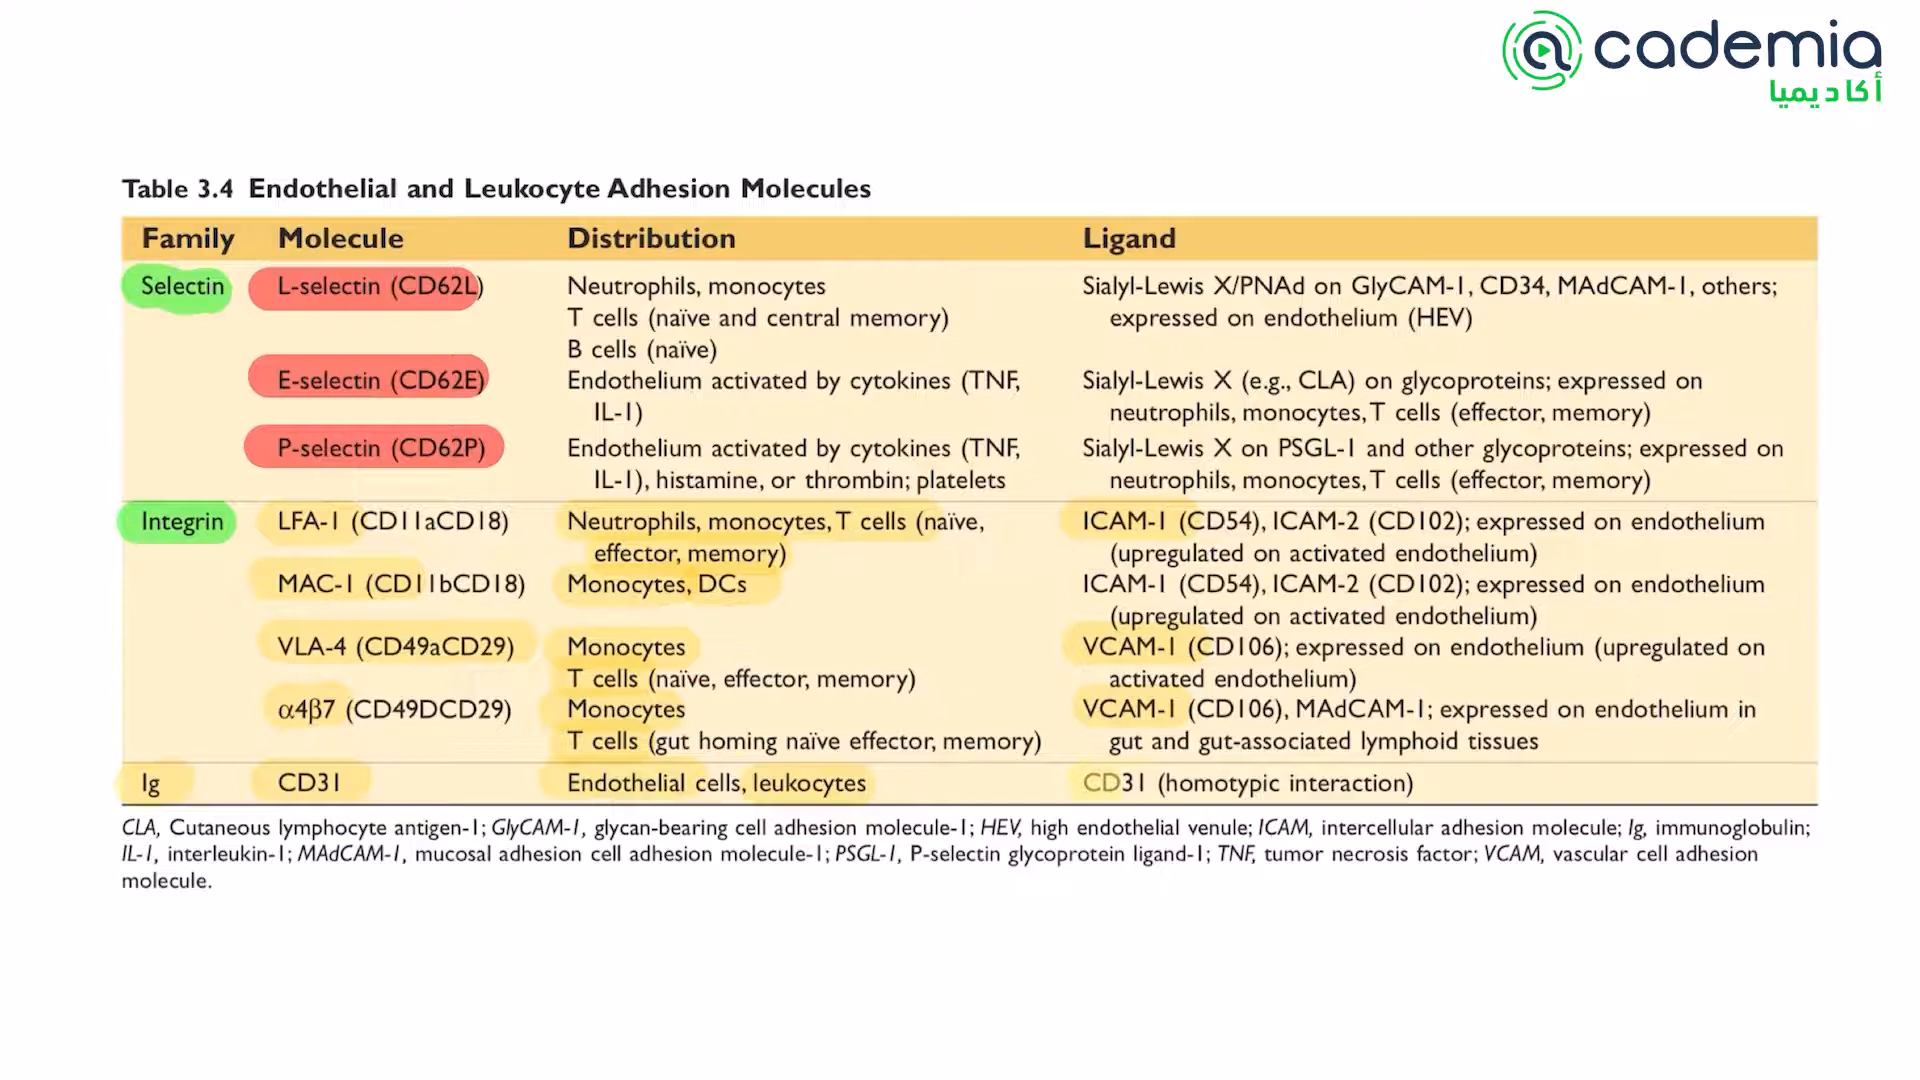 @cademia
أكاديميا
Table 3.4 Endothelial and Leukocyte Adhesion Molecules
Family Molecule Distribution Ligand
Selectin L-selectin (CD62L) Neutrophils, monocytes Sialyl-Lewis X/PNAd on GlyCAM-1, CD34, MAdCAM-1, others;
T cells (naïve and central memory) expressed on endothelium (HEV)
B cells (naïve)
E-selectin (CD62E) Endothelium activated by cytokines (TNF, Sialyl-Lewis X (e.g., CLA) on glycoproteins; expressed on
IL-1) neutrophils, monocytes, T cells (effector, memory)
P-selectin (CD62P) Endothelium activated by cytokines (TNF, Sialyl-Lewis X on PSGL-1 and other glycoproteins; expressed on
IL-1), histamine, or thrombin; platelets neutrophils, monocytes, T cells (effector, memory)
Integrin LFA-1 (CD11aCD18) Neutrophils, monocytes, T cells (naïve, ICAM-1 (CD54), ICAM-2 (CD102); expressed on endothelium
effector, memory) (upregulated on activated endothelium)
MAC-1 (CD11bCD18) Monocytes, DCs ICAM-1 (CD54), ICAM-2 (CD102); expressed on endothelium
(upregulated on activated endothelium)
VLA-4 (CD49aCD29) Monocytes VCAM-1 (CD106); expressed on endothelium (upregulated on
T cells (naïve, effector, memory) activated endothelium)
α4β7 (CD49DCD29) Monocytes VCAM-1 (CD106), MAdCAM-1; expressed on endothelium in
T cells (gut homing naïve effector, memory) gut and gut-associated lymphoid tissues
Ig CD31 Endothelial cells, leukocytes CD31 (homotypic interaction)
CLA, Cutaneous lymphocyte antigen-1; GlyCAM-1, glycan-bearing cell adhesion molecule-1; HEV, high endothelial venule; ICAM, intercellular adhesion molecule; Ig, immunoglobulin;
IL-1, interleukin-1; MAdCAM-1, mucosal adhesion cell adhesion molecule-1; PSGL-1, P-selectin glycoprotein ligand-1; TNF, tumor necrosis factor; VCAM, vascular cell adhesion
molecule.